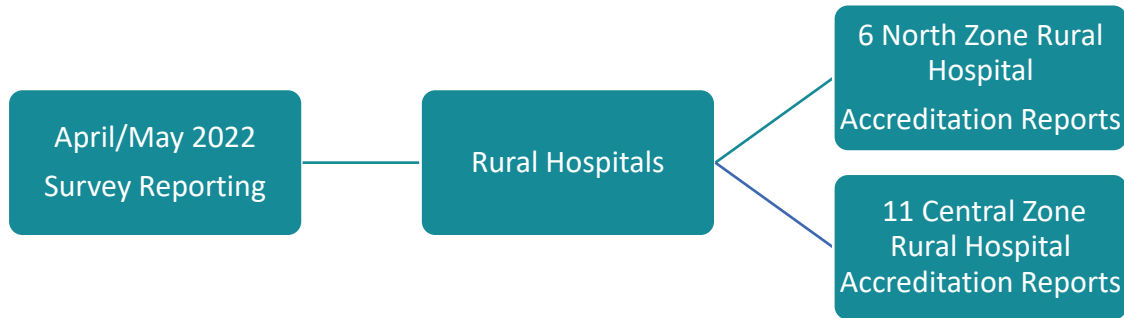 April/May 2022
Survey Reporting
Rural Hospitals
6 North Zone Rural
Hospital
Accreditation Reports
11 Central Zone
Rural Hospital
Accreditation Reports